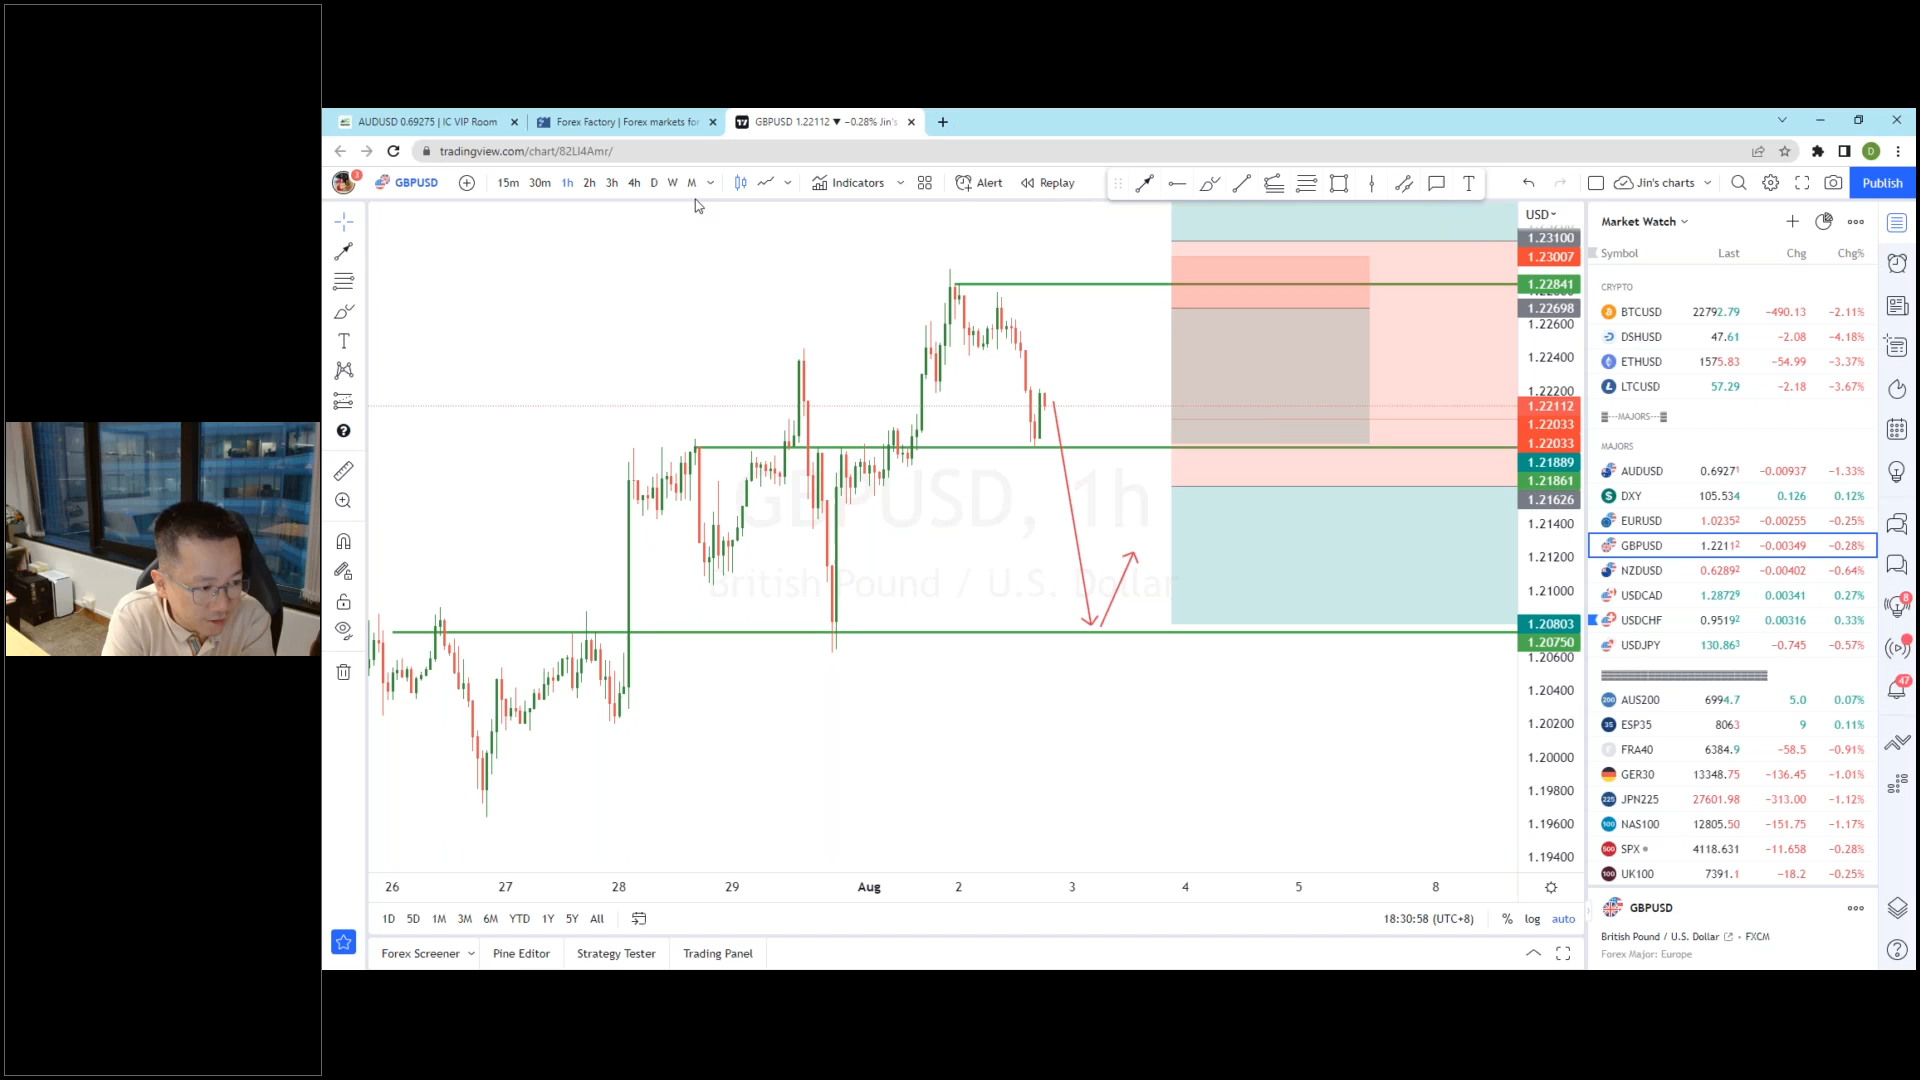 AUDUSD 0.69275 | IC VIP Room
Forex Factory | Forex markets for
GBPUSD 1.22112 ▼ −0.28% Jin's
tradingview.com/chart/82LI4Amr/
3 GBPUSD 15m 30m 1h 2h 3h 4h D W M Indicators Alert Replay Jin's charts Publish
GBPUSD, 1h
British Pound / U.S. Dollar
USD
1.23100
1.23007
1.22841
1.22698
1.22600
1.22400
1.22200
1.22112
1.22033
1.22033
1.21889
1.21861
1.21626
1.21400
1.21200
1.21000
1.20803
1.20750
1.20600
1.20400
1.20200
1.20000
1.19800
1.19600
1.19400
26 27 28 29 Aug 2 3 4 5 8
1D 5D 1M 3M 6M YTD 1Y 5Y All 18:30:58 (UTC+8) % log auto
Forex Screener Pine Editor Strategy Tester Trading Panel
Market Watch
Symbol Last Chg Chg%
CRYPTO
BTCUSD 22792.79 −490.13 −2.11%
DSHUSD 47.61 −2.08 −4.18%
ETHUSD 1575.83 −54.99 −3.37%
LTCUSD 57.29 −2.18 −3.67%
---MAJORS---
MAJORS
AUDUSD 0.69271 −0.00937 −1.33%
DXY 105.534 0.126 0.12%
EURUSD 1.02352 −0.00255 −0.25%
GBPUSD 1.22112 −0.00349 −0.28%
NZDUSD 0.62892 −0.00402 −0.64%
USDCAD 1.28729 0.00341 0.27%
USDCHF 0.95192 0.00316 0.33%
USDJPY 130.863 −0.745 −0.57%
AUS200 6994.7 5.0 0.07%
ESP35 8063 9 0.11%
FRA40 6384.9 −58.5 −0.91%
GER30 13348.75 −136.45 −1.01%
JPN225 27601.98 −313.00 −1.12%
NAS100 12805.50 −151.75 −1.17%
SPX 4118.631 −11.658 −0.28%
UK100 7391.1 −18.2 −0.25%
GBPUSD
British Pound / U.S. Dollar • FXCM
Forex Major: Europe
8
47
D